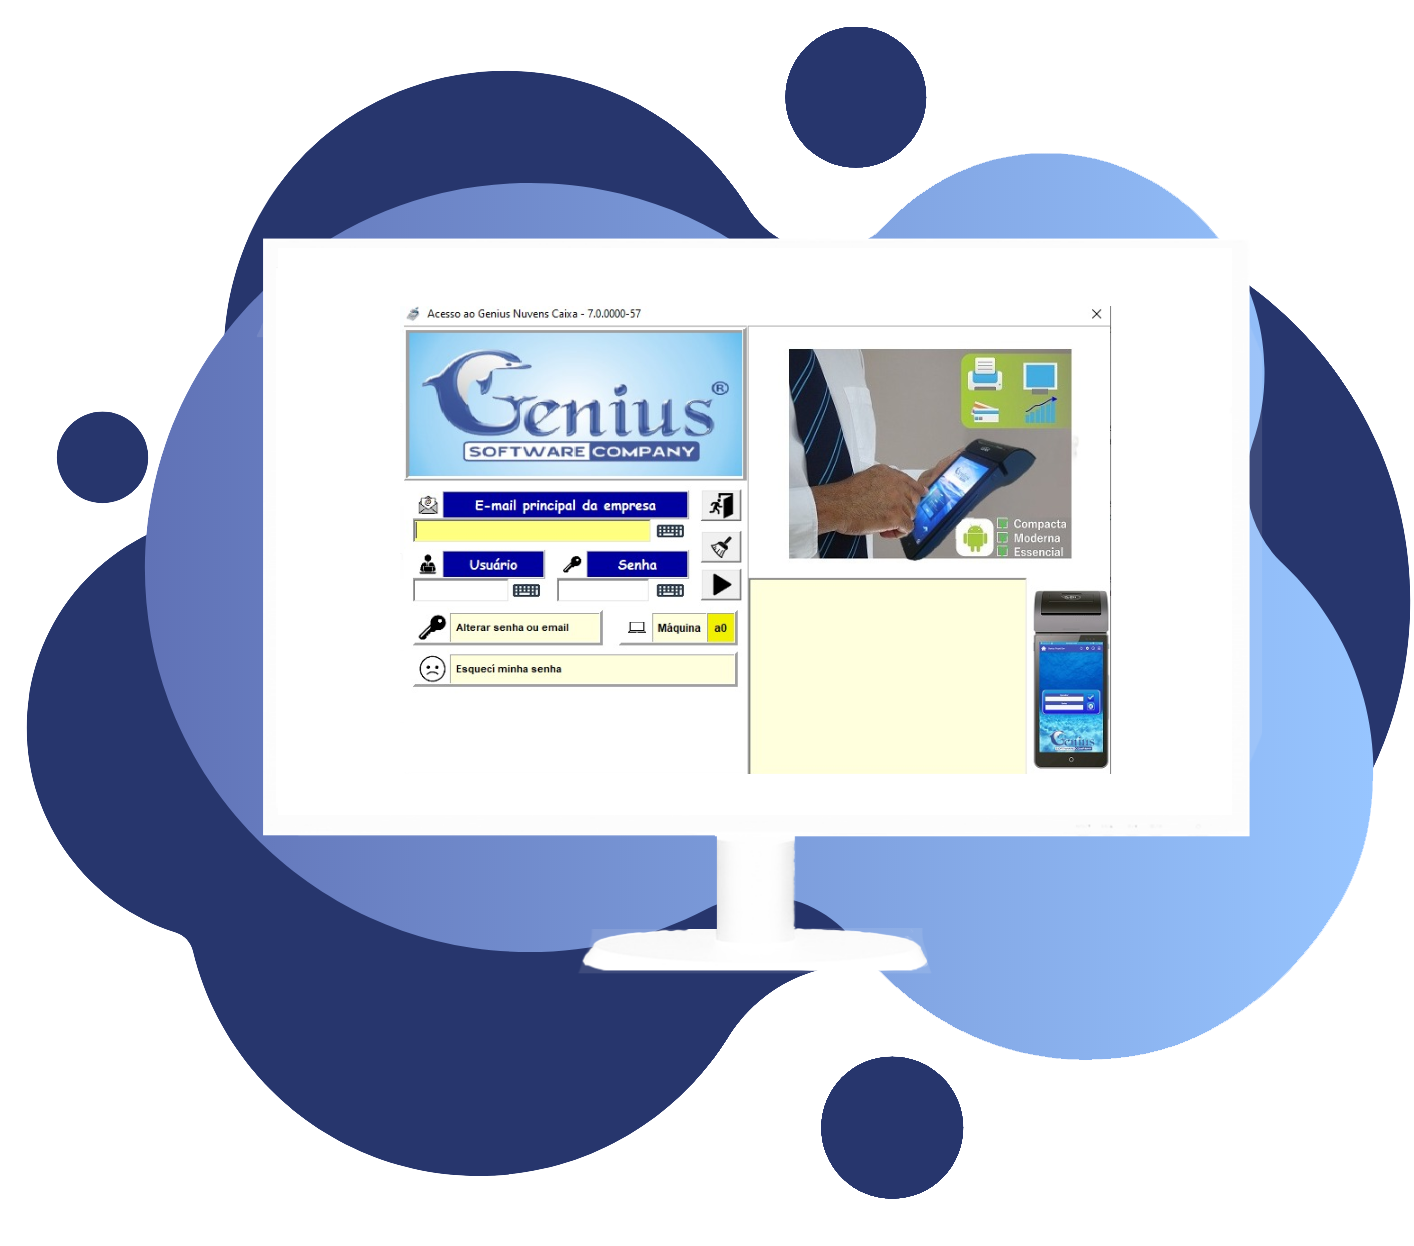 Acesso ao Genius Nuvens Caixa - 7.0.0000-57
Genius ®
SOFTWARE COMPANY
E-mail principal da empresa
Usuário
Senha
Alterar senha ou email
Máquina
a0
Esqueci minha senha
Compacta
Moderna
Essencial
Genius